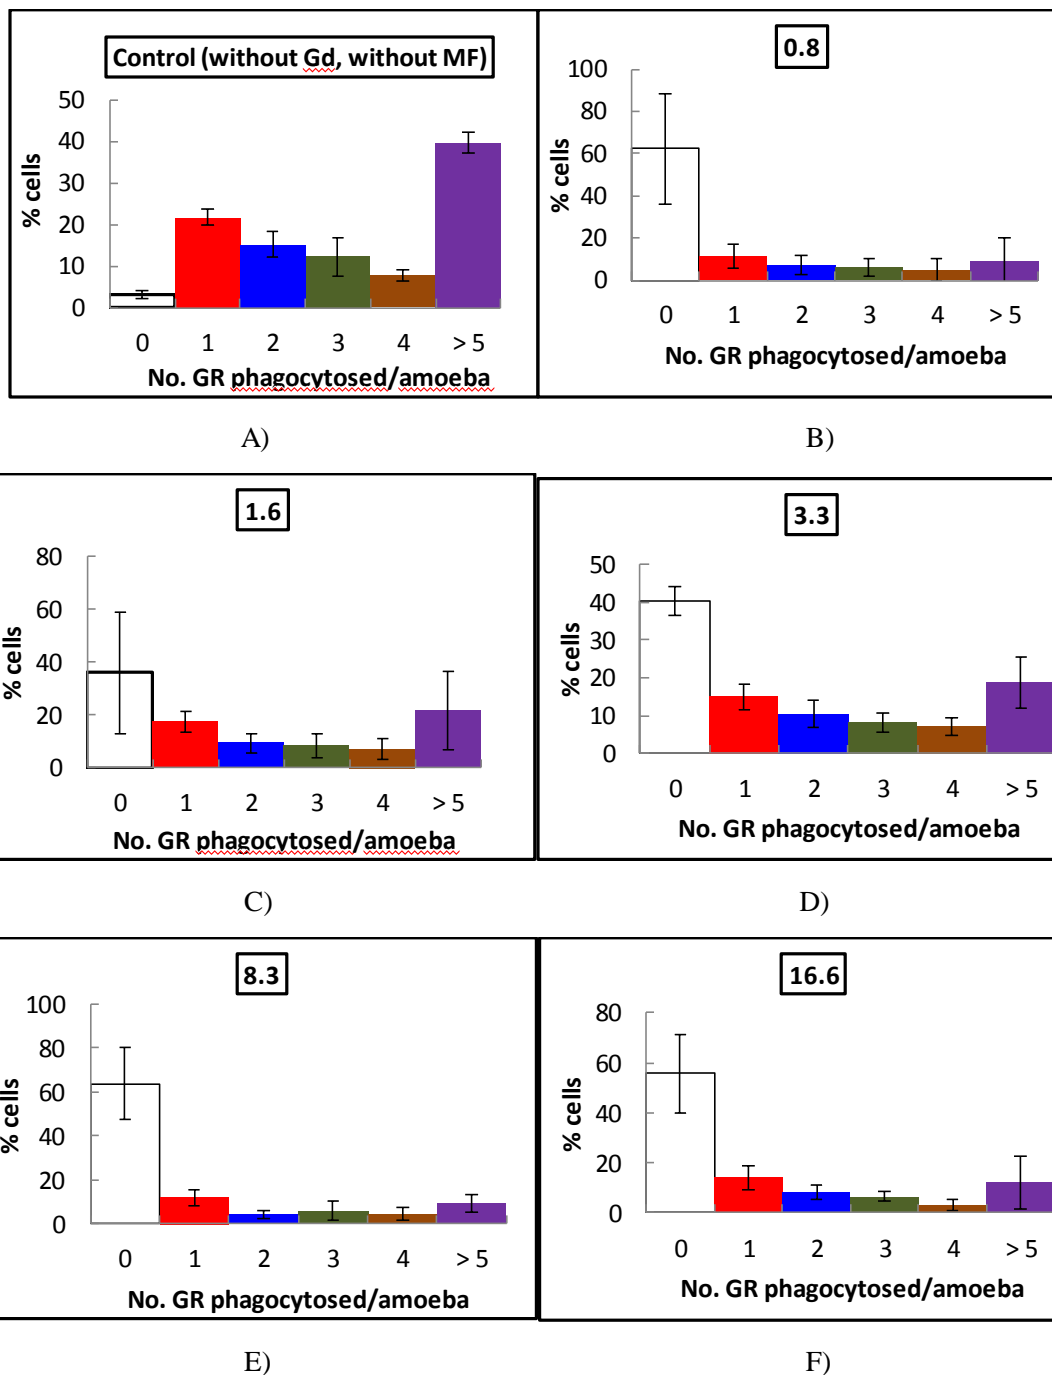 Control (without Gd, without MF)
50
40
30
20
10
0
% cells
0 1 2 3 4 > 5
No. GR phagocytosed/amoeba
A)
0.8
100
80
60
40
20
0
% cells
0 1 2 3 4 > 5
No. GR phagocytosed/amoeba
B)
1.6
80
60
40
20
0
% cells
0 1 2 3 4 > 5
No. GR phagocytosed/amoeba
C)
3.3
50
40
30
20
10
0
% cells
0 1 2 3 4 > 5
No. GR phagocytosed/amoeba
D)
8.3
100
80
60
40
20
0
% cells
0 1 2 3 4 > 5
No. GR phagocytosed/amoeba
E)
16.6
80
60
40
20
0
% cells
0 1 2 3 4 > 5
No. GR phagocytosed/amoeba
F)